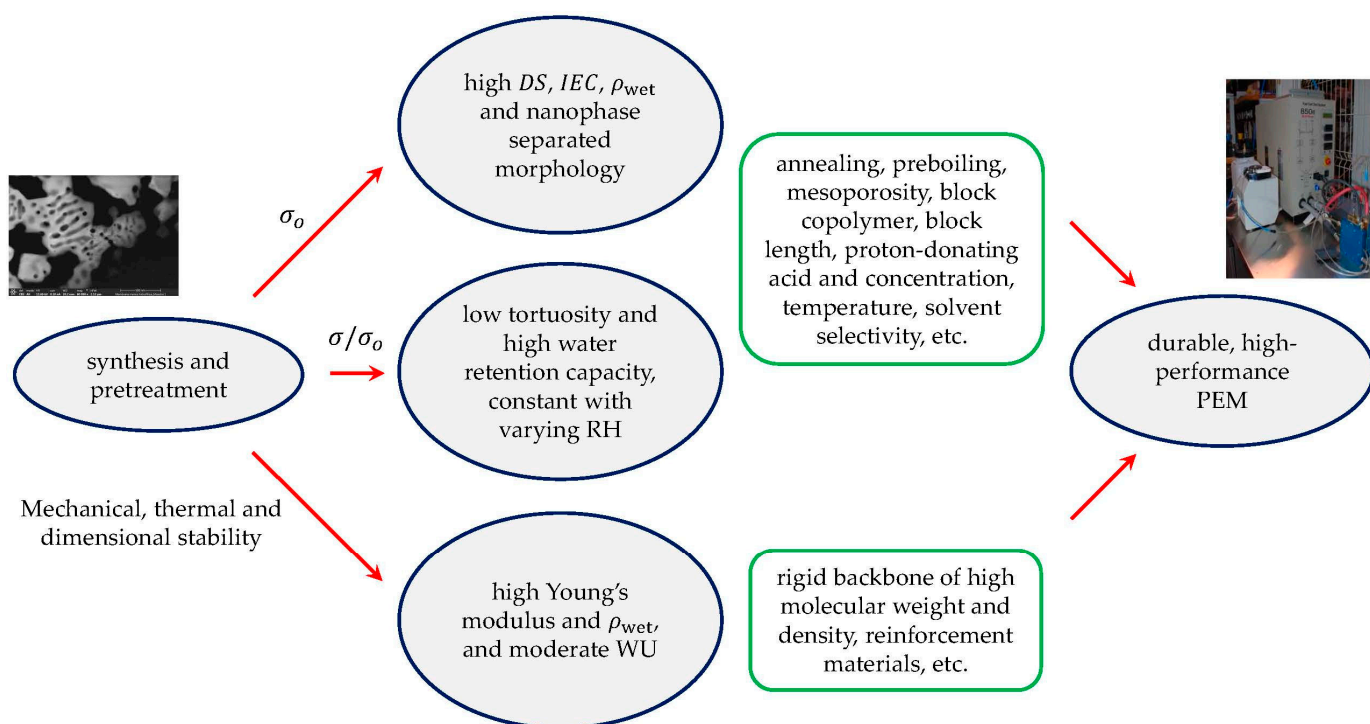 high DS, IEC, ρwet
and nanophase
separated
morphology
σo
annealing, preboiling,
mesoporosity, block
copolymer, block
length, proton-donating
acid and concentration,
temperature, solvent
selectivity, etc.
850e
synthesis and
pretreatment
σ/σo
low tortuosity and
high water
retention capacity,
constant with
varying RH
durable, high-
performance
PEM
Mechanical, thermal and
dimensional stability
high Young’s
modulus and ρwet,
and moderate WU
rigid backbone of high
molecular weight and
density, reinforcement
materials, etc.